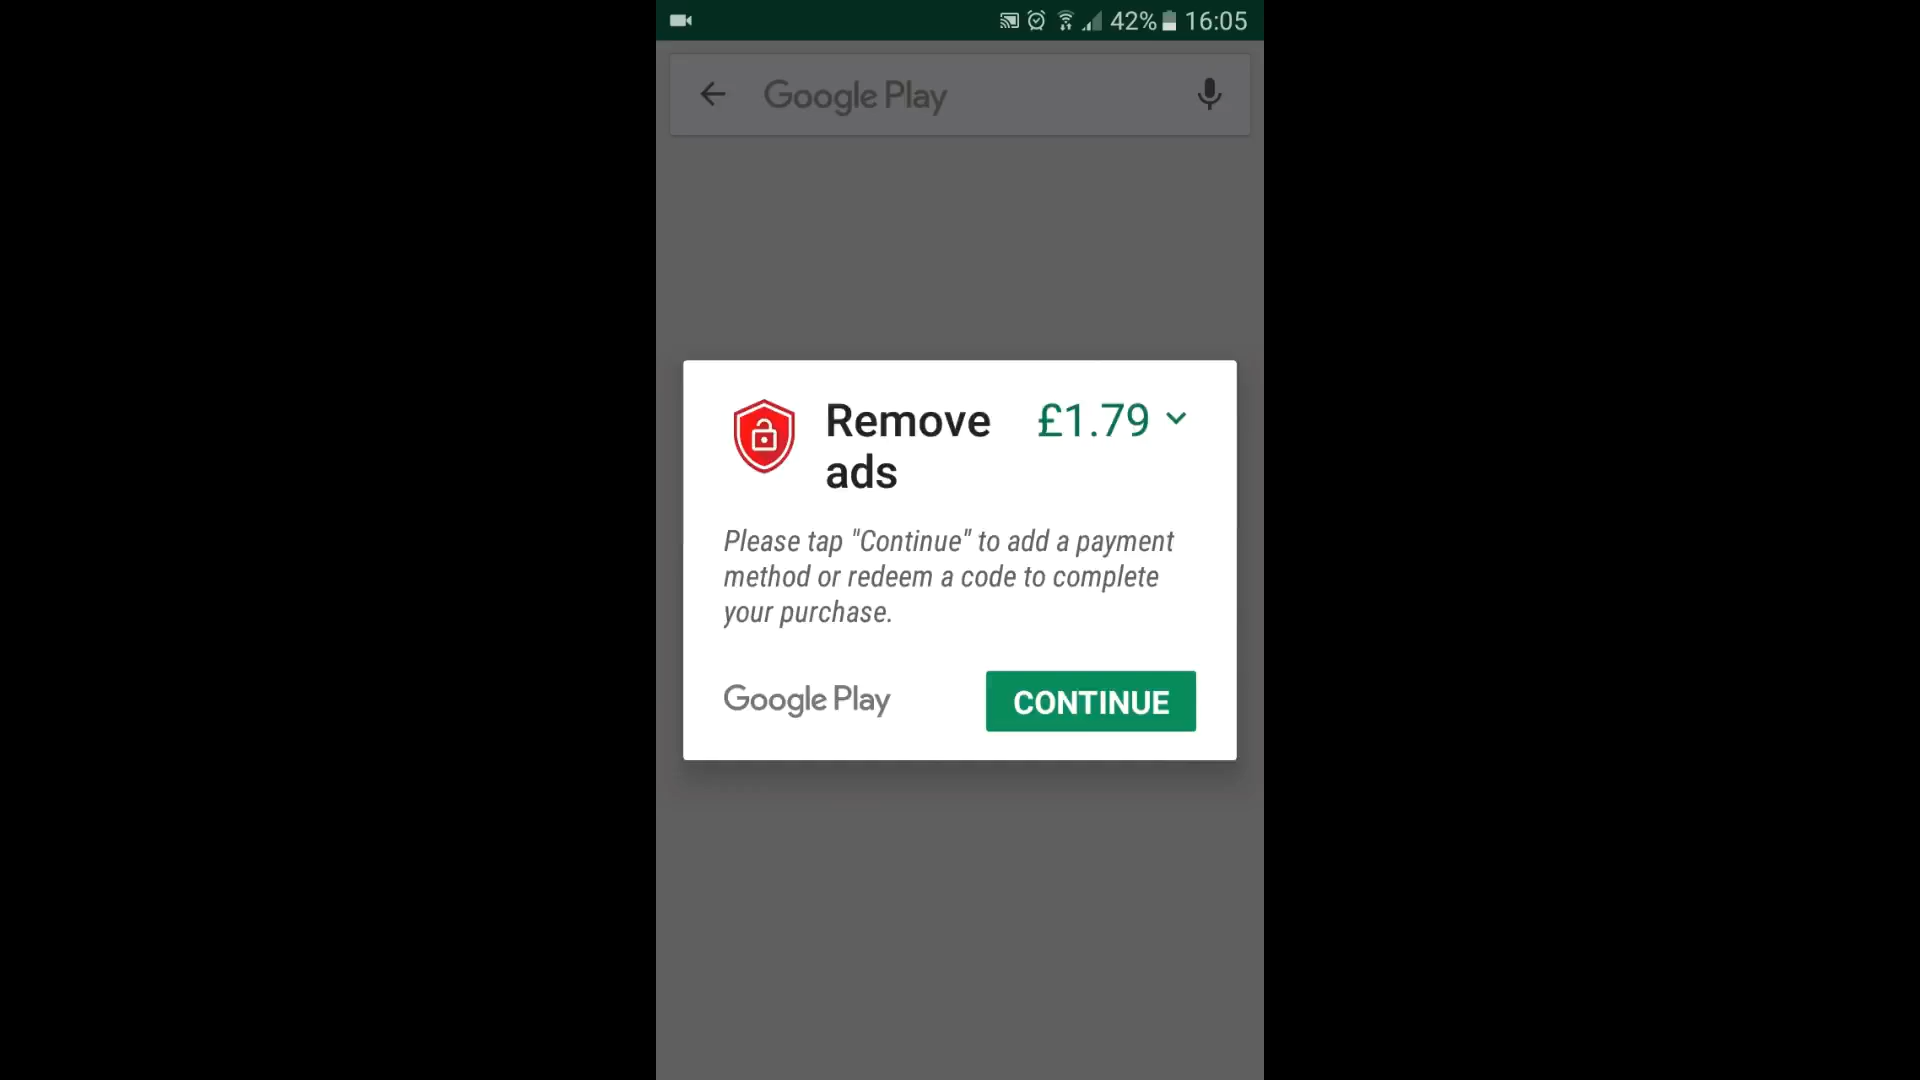 42% 16:05
Google Play
Remove £1.79
ads
Please tap "Continue" to add a payment
method or redeem a code to complete
your purchase.
Google Play CONTINUE